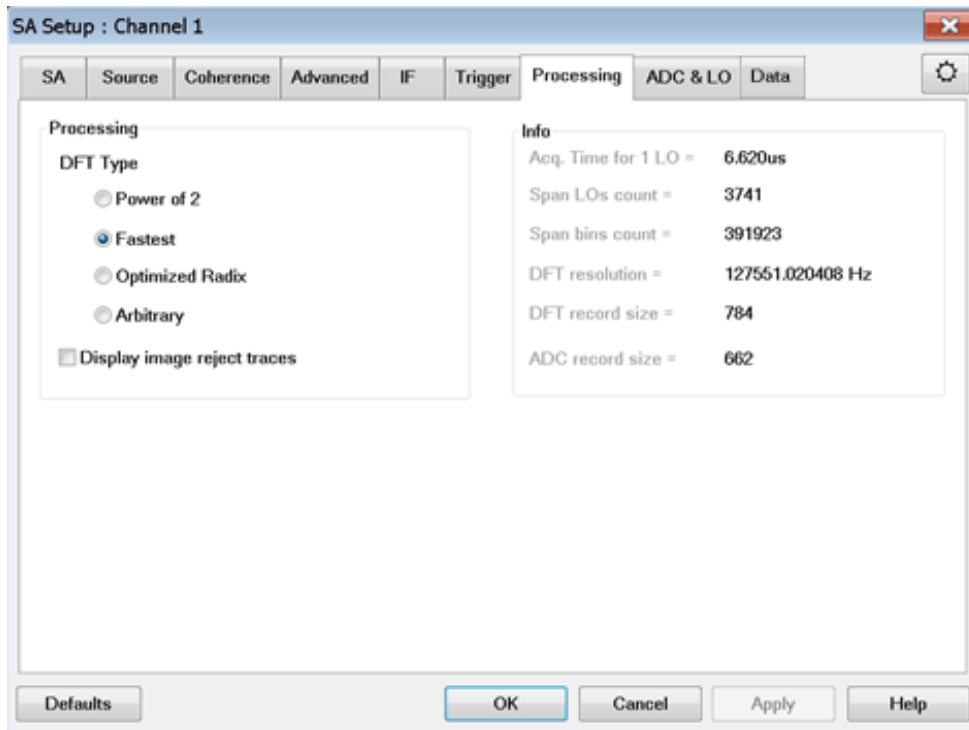 SA Setup : Channel 1
SA Source Coherence Advanced IF Trigger Processing ADC & LO Data
Processing
DFT Type
Power of 2
Fastest
Optimized Radix
Arbitrary
Display image reject traces
Info
Acq. Time for 1 LO = 6.620us
Span LOs count = 3741
Span bins count = 391923
DFT resolution = 127551.020408 Hz
DFT record size = 784
ADC record size = 662
Defaults OK Cancel Apply Help